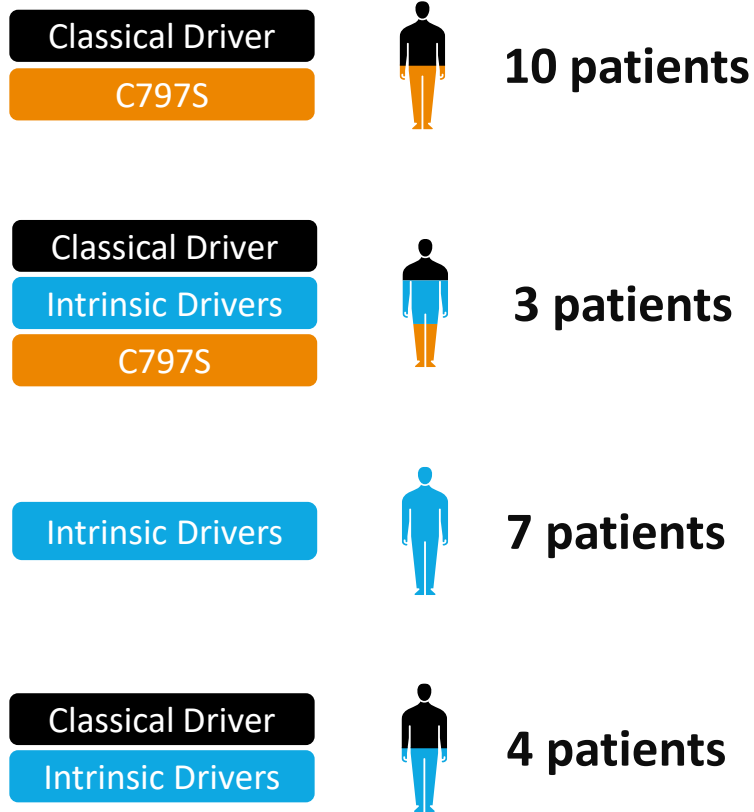 Classical Driver
C797S
10 patients
Classical Driver
Intrinsic Drivers
C797S
3 patients
Intrinsic Drivers
7 patients
Classical Driver
Intrinsic Drivers
4 patients